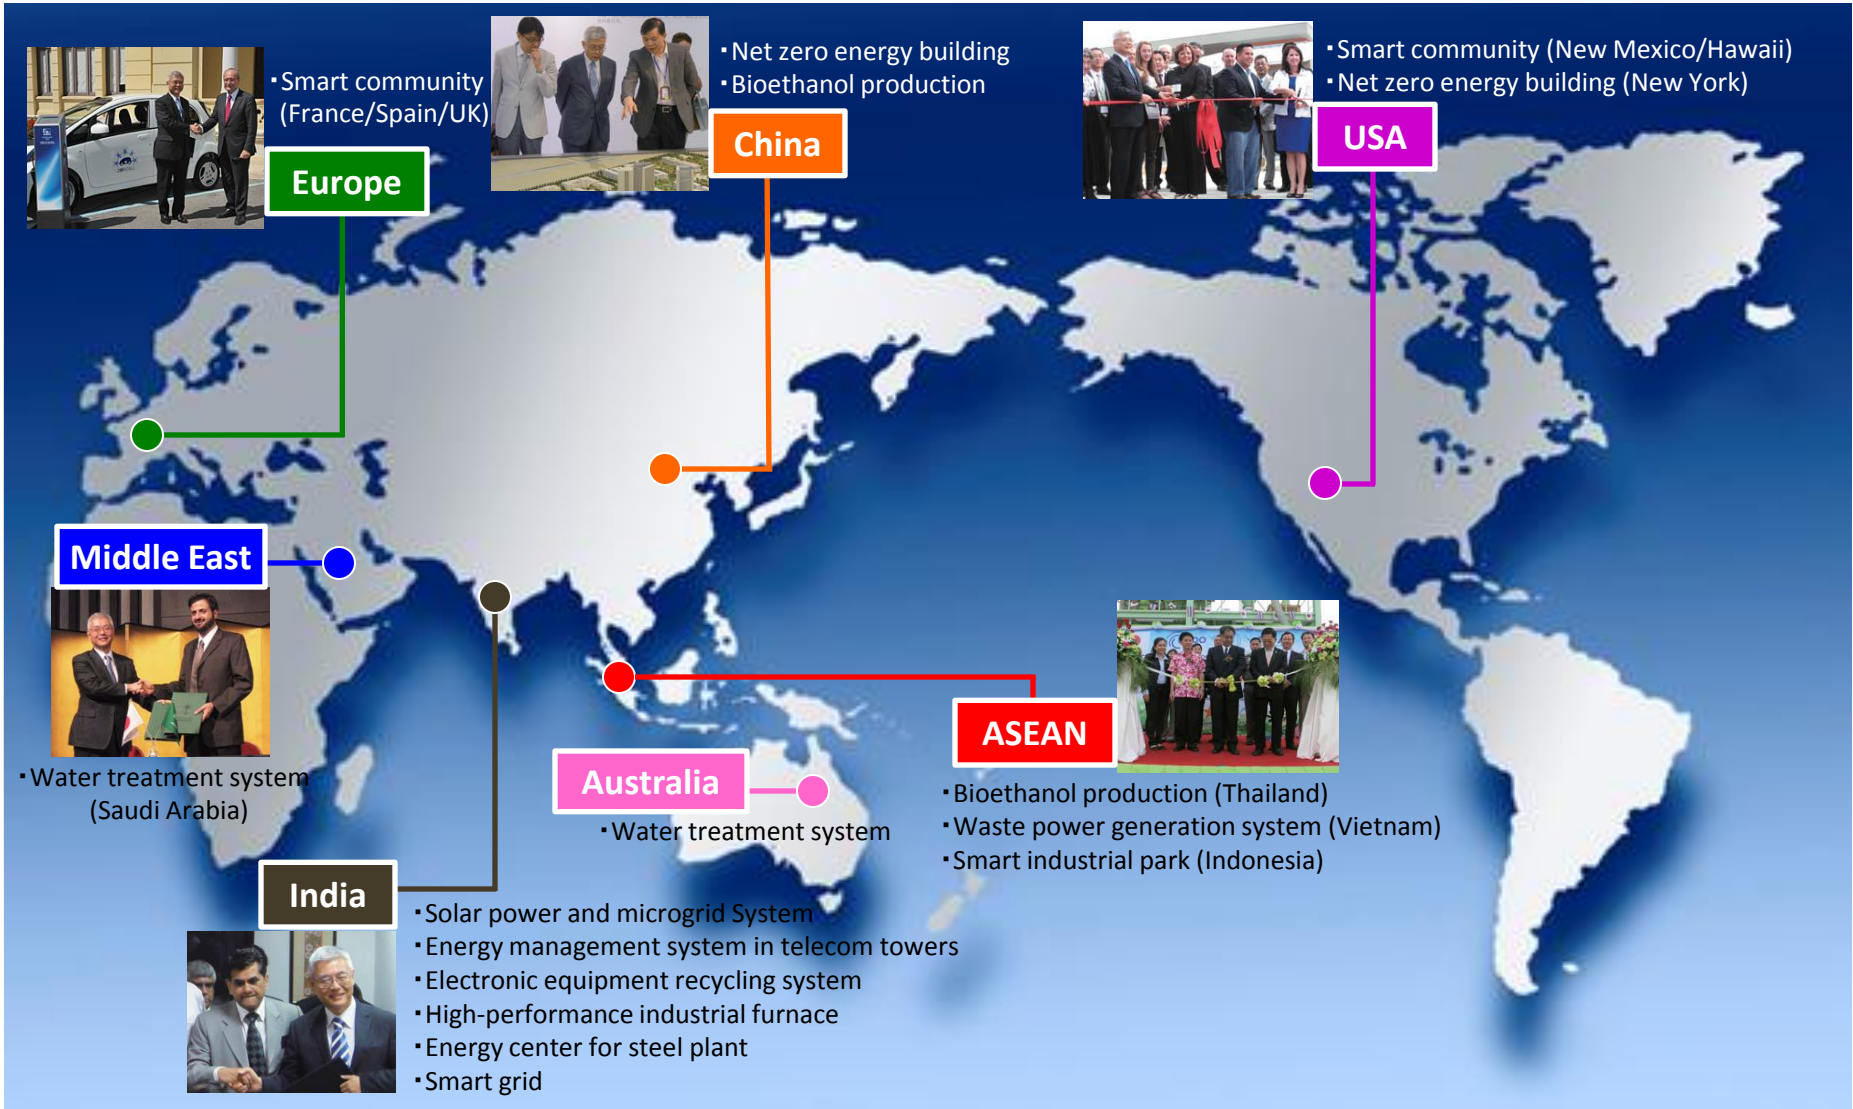 ・Smart community
(France/Spain/UK)
Europe
・Net zero energy building
・Bioethanol production
China
・Smart community (New Mexico/Hawaii)
・Net zero energy building (New York)
USA
Middle East
・Water treatment system
(Saudi Arabia)
Australia
・Water treatment system
ASEAN
・Bioethanol production (Thailand)
・Waste power generation system (Vietnam)
・Smart industrial park (Indonesia)
India
・Solar power and microgrid System
・Energy management system in telecom towers
・Electronic equipment recycling system
・High-performance industrial furnace
・Energy center for steel plant
・Smart grid